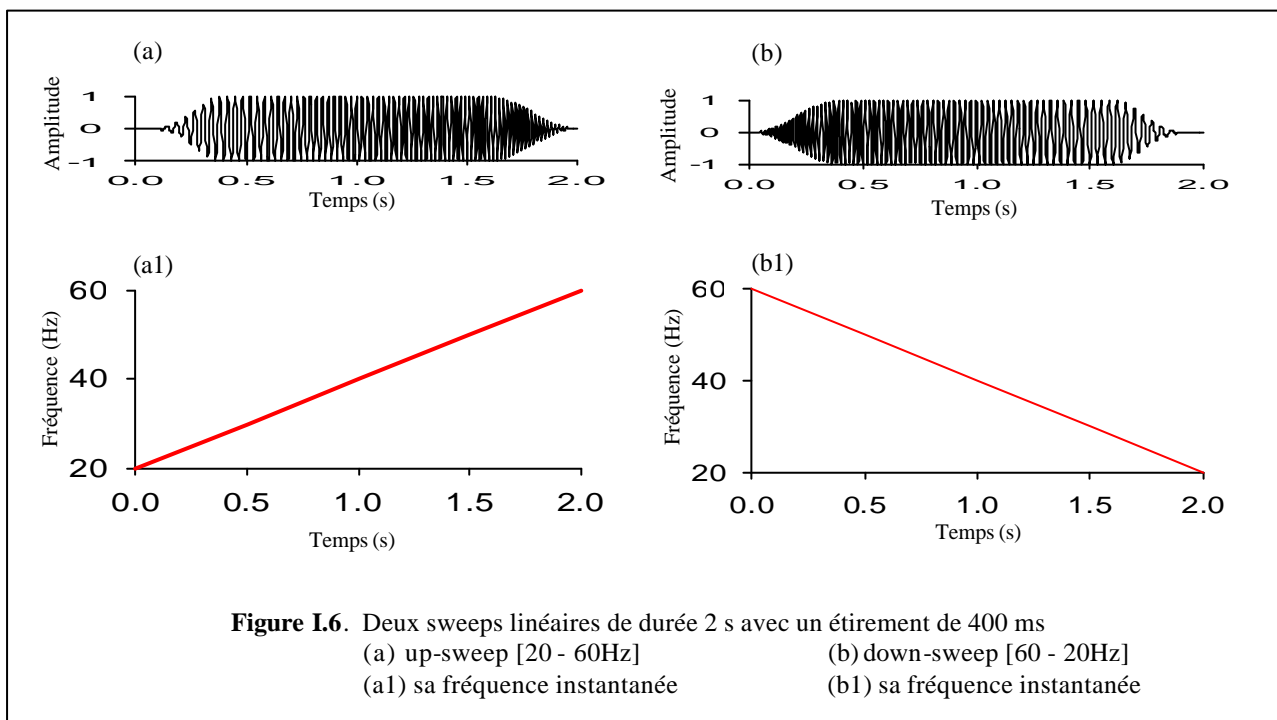 (a)
Amplitude
1
0
−1
0.0 0.5 1.0 1.5 2.0
Temps (s)
(b)
Amplitude
1
0
−1
0.0 0.5 1.0 1.5 2.0
Temps (s)
(a1)
Fréquence (Hz)
60
40
20
0.0 0.5 1.0 1.5 2.0
Temps (s)
(b1)
Fréquence (Hz)
60
40
20
0.0 0.5 1.0 1.5 2.0
Temps (s)
Figure I.6. Deux sweeps linéaires de durée 2 s avec un étirement de 400 ms
(a) up-sweep [20 - 60Hz] (b) down-sweep [60 - 20Hz]
(a1) sa fréquence instantanée (b1) sa fréquence instantanée